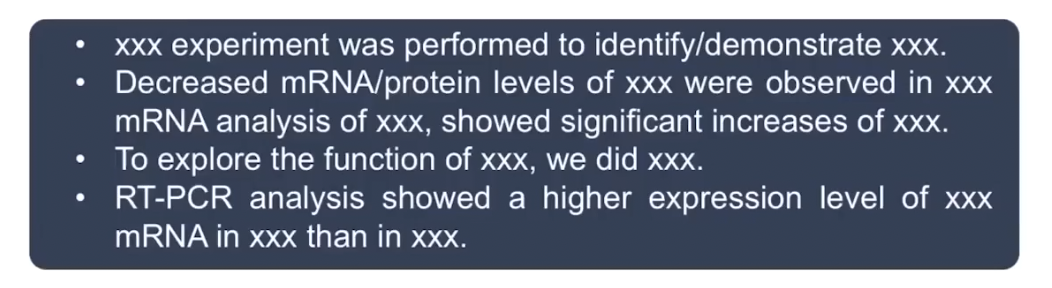 • xxx experiment was performed to identify/demonstrate xxx.
• Decreased mRNA/protein levels of xxx were observed in xxx
mRNA analysis of xxx, showed significant increases of xxx.
• To explore the function of xxx, we did xxx.
• RT-PCR analysis showed a higher expression level of xxx
mRNA in xxx than in xxx.